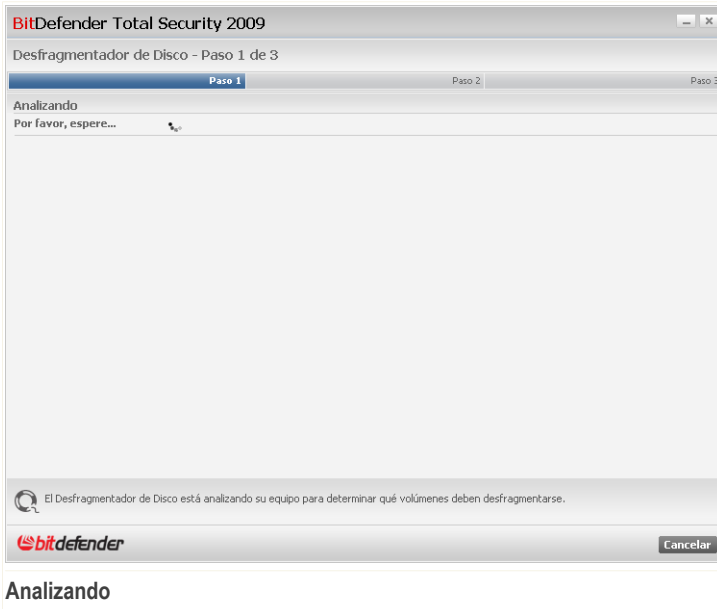 BitDefender Total Security 2009
Desfragmentador de Disco - Paso 1 de 3
Paso 1 Paso 2 Paso 3
Analizando
Por favor, espere...
El Desfragmentador de Disco está analizando su equipo para determinar qué volúmenes deben desfragmentarse.
bitdefender
Cancelar
Analizando